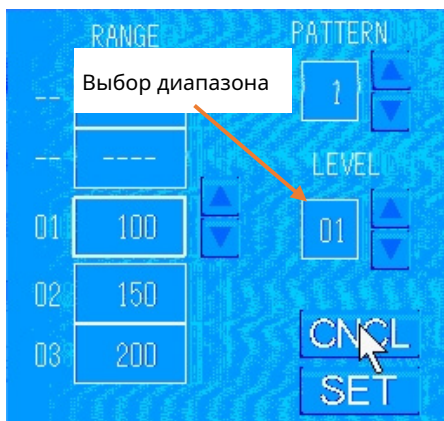 RANGE PATTERN
Выбор диапазона
-- 1
-- ---- LEVEL
01 100 01
02 150
03 200
CNCL
SET